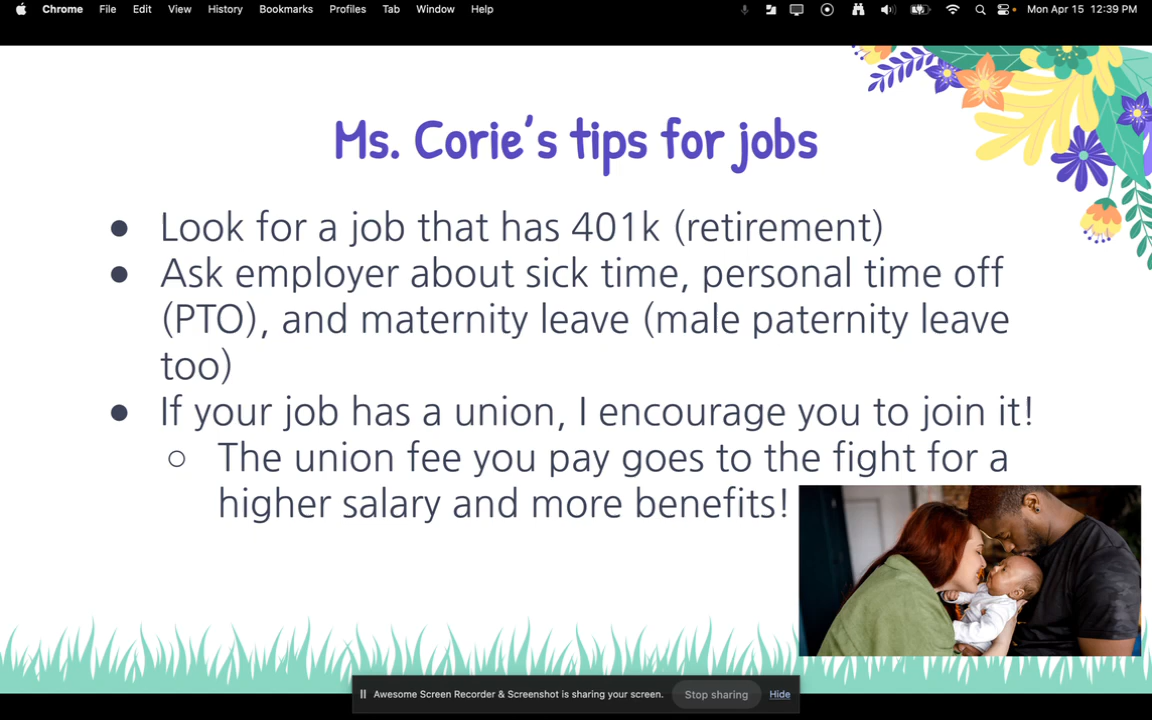 Chrome File Edit View History Bookmarks Profiles Tab Window Help Mon Apr 15 12:39 PM
Ms. Corie's tips for jobs
● Look for a job that has 401k (retirement)
● Ask employer about sick time, personal time off
(PTO), and maternity leave (male paternity leave
too)
● If your job has a union, I encourage you to join it!
○ The union fee you pay goes to the fight for a
higher salary and more benefits!
Awesome Screen Recorder & Screenshot is sharing your screen. Stop sharing Hide